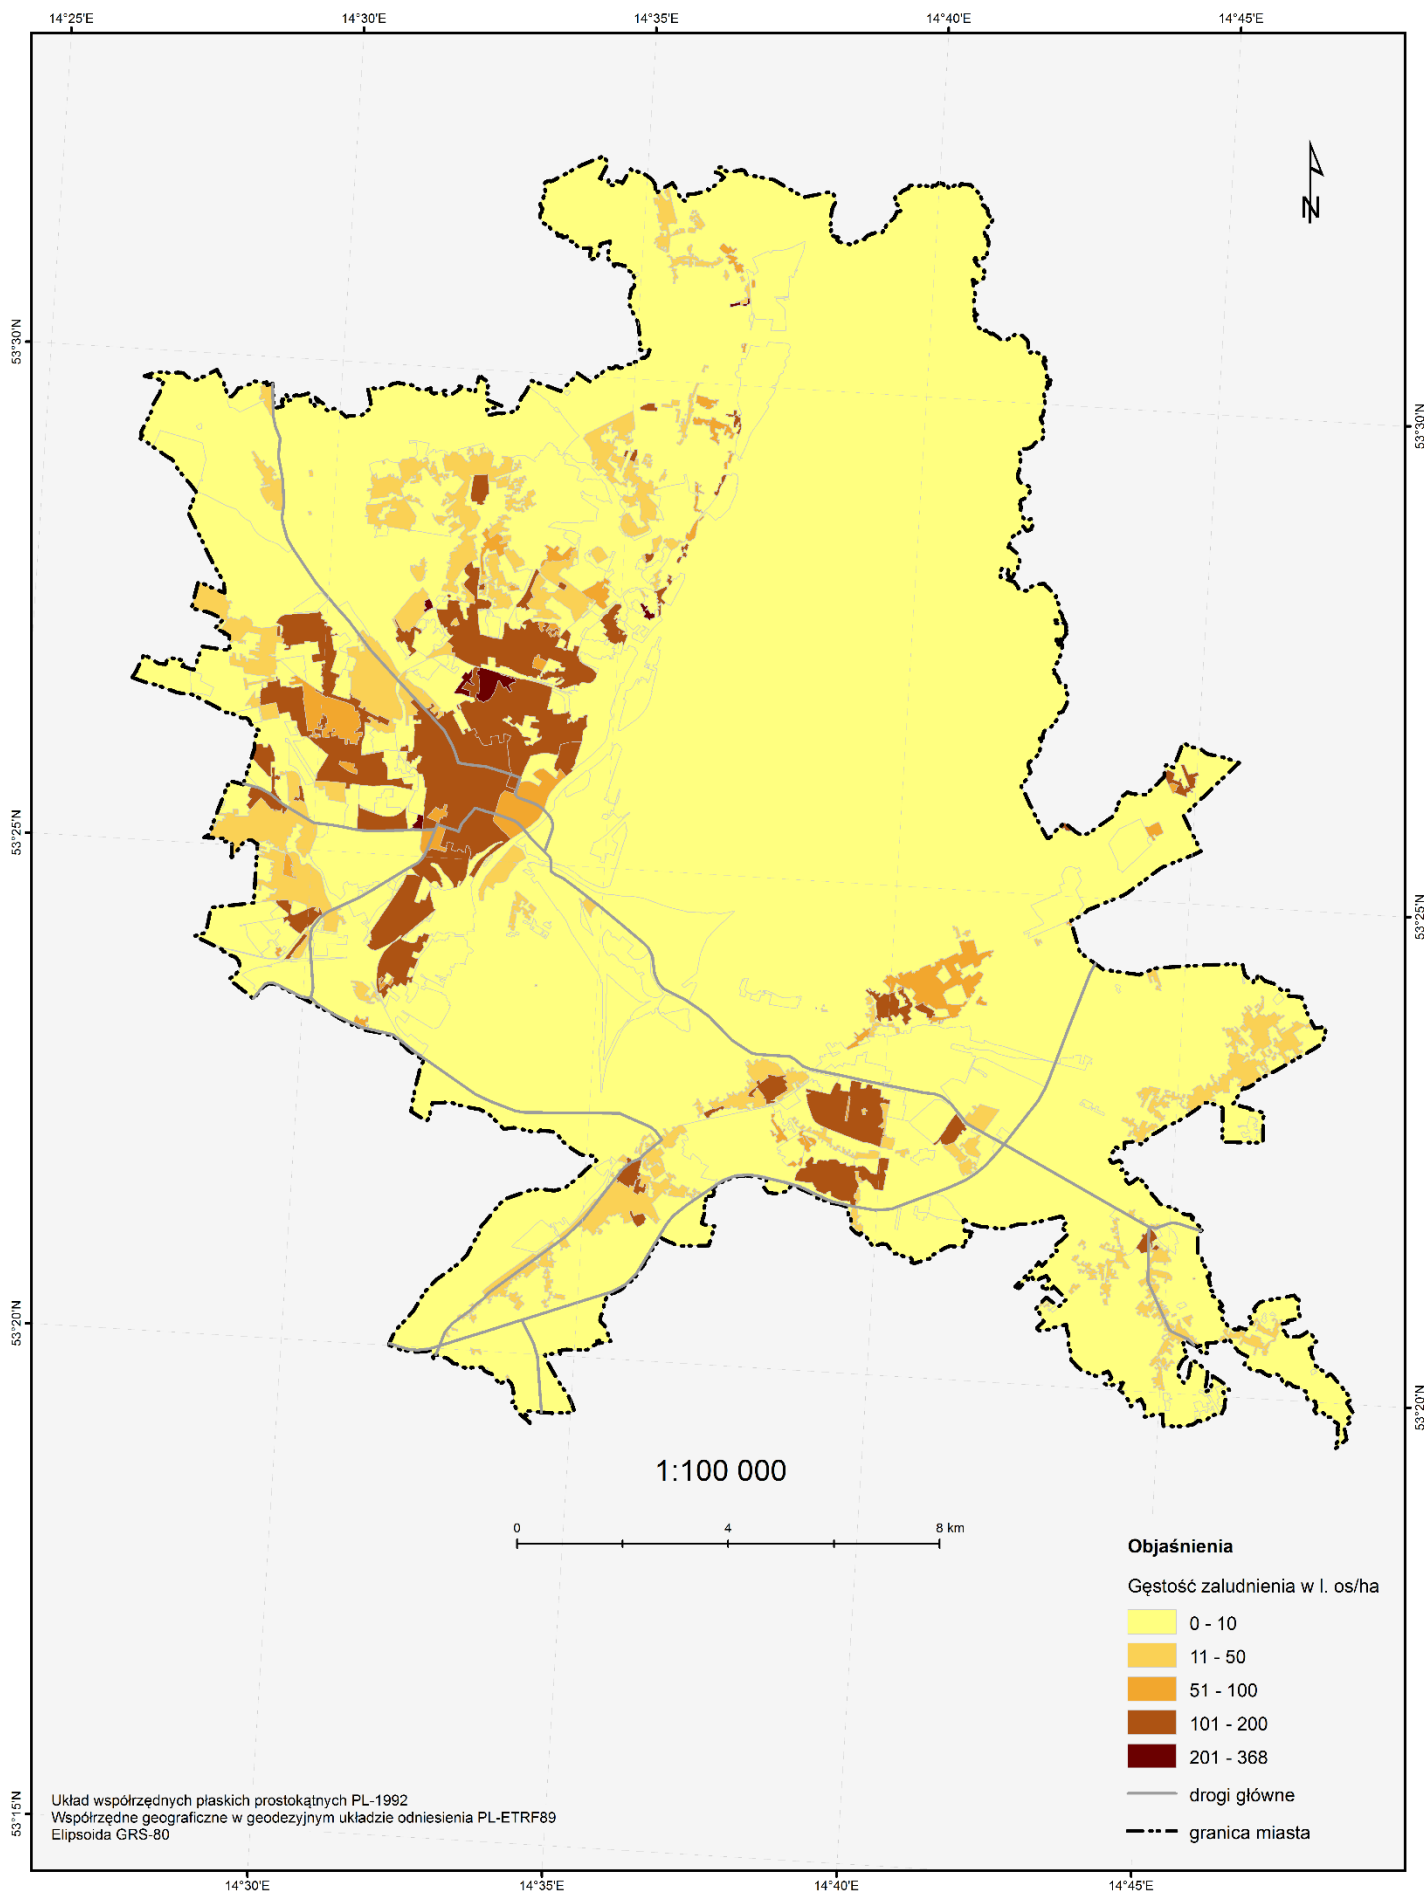 14°25'E 14°30'E 14°35'E 14°40'E 14°45'E
N
53°30'N
53°30'N
53°25'N
53°25'N
53°20'N
53°20'N
1:100 000
0 4 8 km
Objaśnienia
Gęstość zaludnienia w l. os/ha
0 - 10
11 - 50
51 - 100
101 - 200
201 - 368
drogi główne
granica miasta
53°15'N
Układ współrzędnych płaskich prostokątnych PL-1992
Współrzędne geograficzne w geodezyjnym układzie odniesienia PL-ETRF89
Elipsoida GRS-80
14°30'E 14°35'E 14°40'E 14°45'E